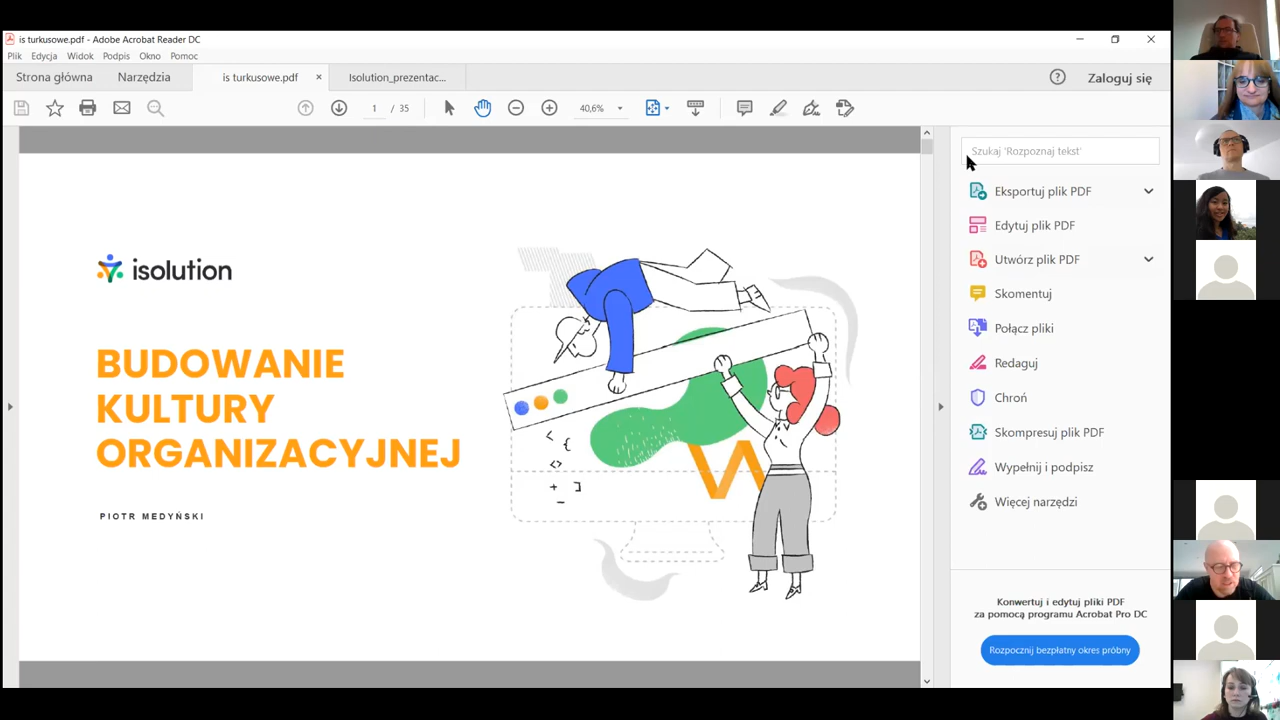 is turkusowe.pdf - Adobe Acrobat Reader DC
Plik Edycja Widok Podpis Okno Pomoc
Strona główna Narzędzia is turkusowe.pdf × Isolution_prezentac... Zaloguj się
1 / 35 40,6%
Szukaj 'Rozpoznaj tekst'
Eksportuj plik PDF
Edytuj plik PDF
Utwórz plik PDF
Skomentuj
Połącz pliki
Redaguj
Chroń
Skompresuj plik PDF
Wypełnij i podpisz
Więcej narzędzi
Konwertuj i edytuj pliki PDF
za pomocą programu Acrobat Pro DC
Rozpocznij bezpłatny okres próbny
isolution
BUDOWANIE
KULTURY
ORGANIZACYJNEJ
PIOTR MEDYŃSKI
< {
<>
+ ]
–
W